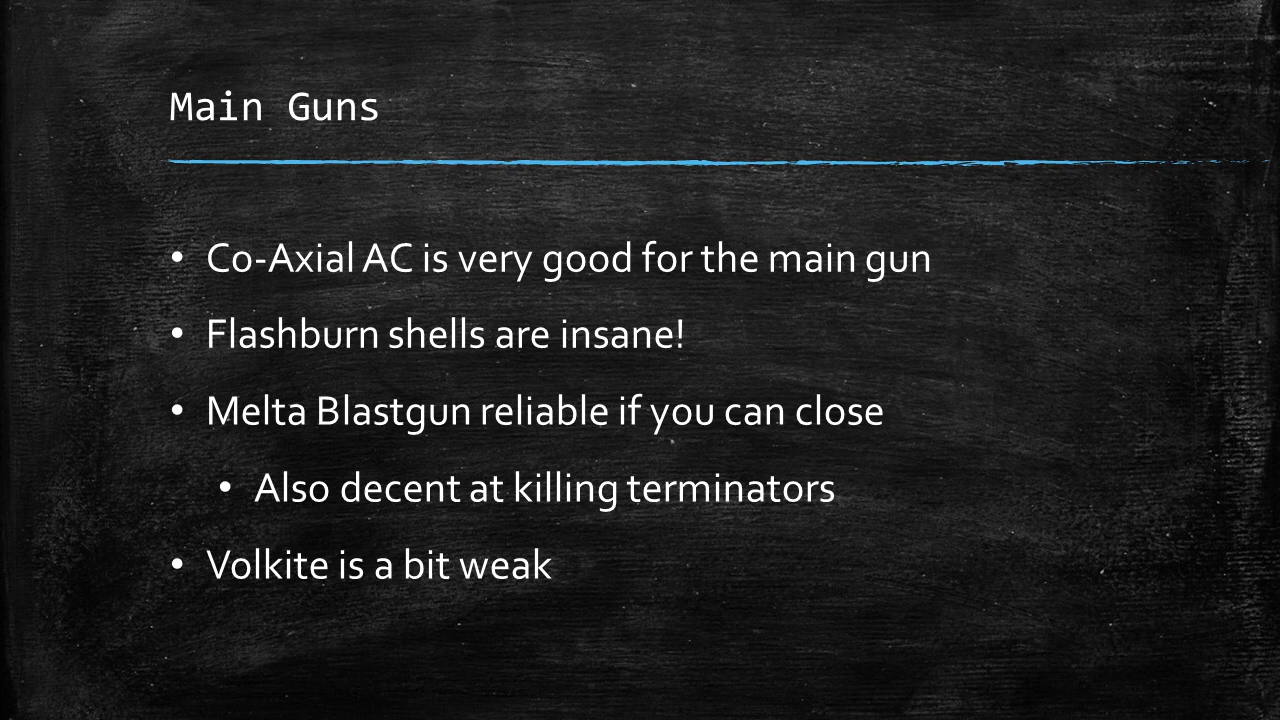 Main Guns
• Co-Axial AC is very good for the main gun
• Flashburn shells are insane!
• Melta Blastgun reliable if you can close
• Also decent at killing terminators
• Volkite is a bit weak